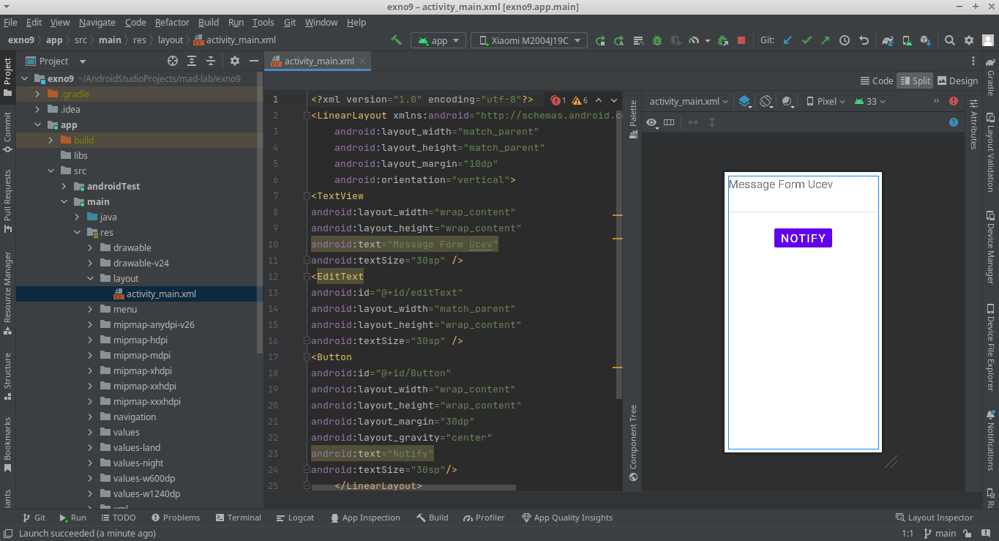 exno9 – activity_main.xml [exno9.app.main]
File Edit View Navigate Code Refactor Build Run Tools Git Window Help
exno9 app src main res layout activity_main.xml
app
Xiaomi M2004J19C
Git:
Project
activity_main.xml
Code Split Design
exno9 ~/AndroidStudioProjects/mad-lab/exno9
.gradle
.idea
app
build
libs
src
androidTest
main
java
res
drawable
drawable-v24
layout
activity_main.xml
menu
mipmap-anydpi-v26
mipmap-hdpi
mipmap-mdpi
mipmap-xhdpi
mipmap-xxhdpi
mipmap-xxxhdpi
navigation
values
values-land
values-night
values-w600dp
values-w1240dp
xml
1 <?xml version="1.0" encoding="utf-8"?>
1 6
2 <LinearLayout xmlns:android="http://schemas.android.c
3 android:layout_width="match_parent"
4 android:layout_height="match_parent"
5 android:layout_margin="10dp"
6 android:orientation="vertical">
7 <TextView
8 android:layout_width="wrap_content"
9 android:layout_height="wrap_content"
10 android:text="Message Form Ucev"
11 android:textSize="30sp" />
12 <EditText
13 android:id="@+id/editText"
14 android:layout_width="match_parent"
15 android:layout_height="wrap_content"
16 android:textSize="30sp" />
17 <Button
18 android:id="@+id/Button"
19 android:layout_width="wrap_content"
20 android:layout_height="wrap_content"
21 android:layout_margin="30dp"
22 android:layout_gravity="center"
23 android:text="Notify"
24 android:textSize="30sp"/>
25 </LinearLayout>
Palette
Component Tree
activity_main.xml
Pixel
33
Message Form Ucev
NOTIFY
Attributes
Project
Commit
Pull Requests
Resource Manager
Structure
Bookmarks
iants
Gradle
Layout Validation
Device Manager
Device File Explorer
Notifications
Ru
Git Run TODO Problems Terminal Logcat App Inspection Build Profiler App Quality Insights Layout Inspector
Launch succeeded (a minute ago)
1:1 main